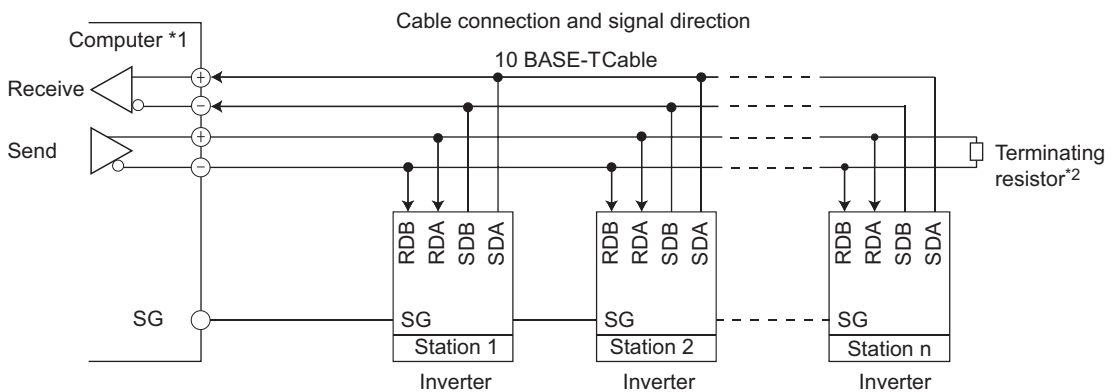 Cable connection and signal direction
Computer *1
10 BASE-TCable
Receive
+
−
Send
+
−
Terminating
resistor*2
RDB RDA SDB SDA
RDB RDA SDB SDA
RDB RDA SDB SDA
SG
SG
SG
SG
Station 1
Station 2
Station n
Inverter
Inverter
Inverter